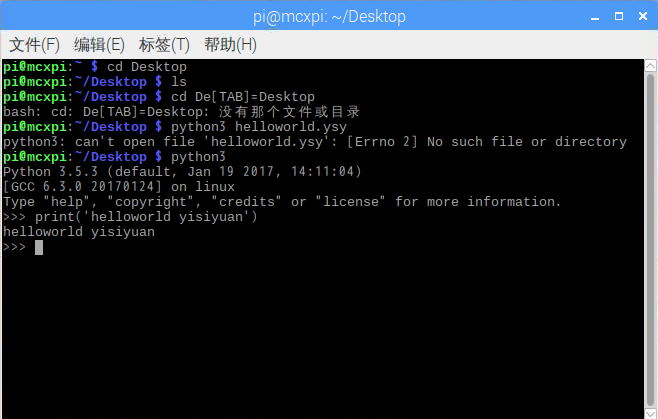 pi@mcxpi: ~/Desktop
文件(F) 编辑(E) 标签(T) 帮助(H)
pi@mcxpi:~ $ cd Desktop
pi@mcxpi:~/Desktop $ ls
pi@mcxpi:~/Desktop $ cd De[TAB]=Desktop
bash: cd: De[TAB]=Desktop: 没有那个文件或目录
pi@mcxpi:~/Desktop $ python3 helloworld.ysy
python3: can't open file 'helloworld.ysy': [Errno 2] No such file or directory
pi@mcxpi:~/Desktop $ python3
Python 3.5.3 (default, Jan 19 2017, 14:11:04)
[GCC 6.3.0 20170124] on linux
Type "help", "copyright", "credits" or "license" for more information.
>>> print('helloworld yisiyuan')
helloworld yisiyuan
>>>